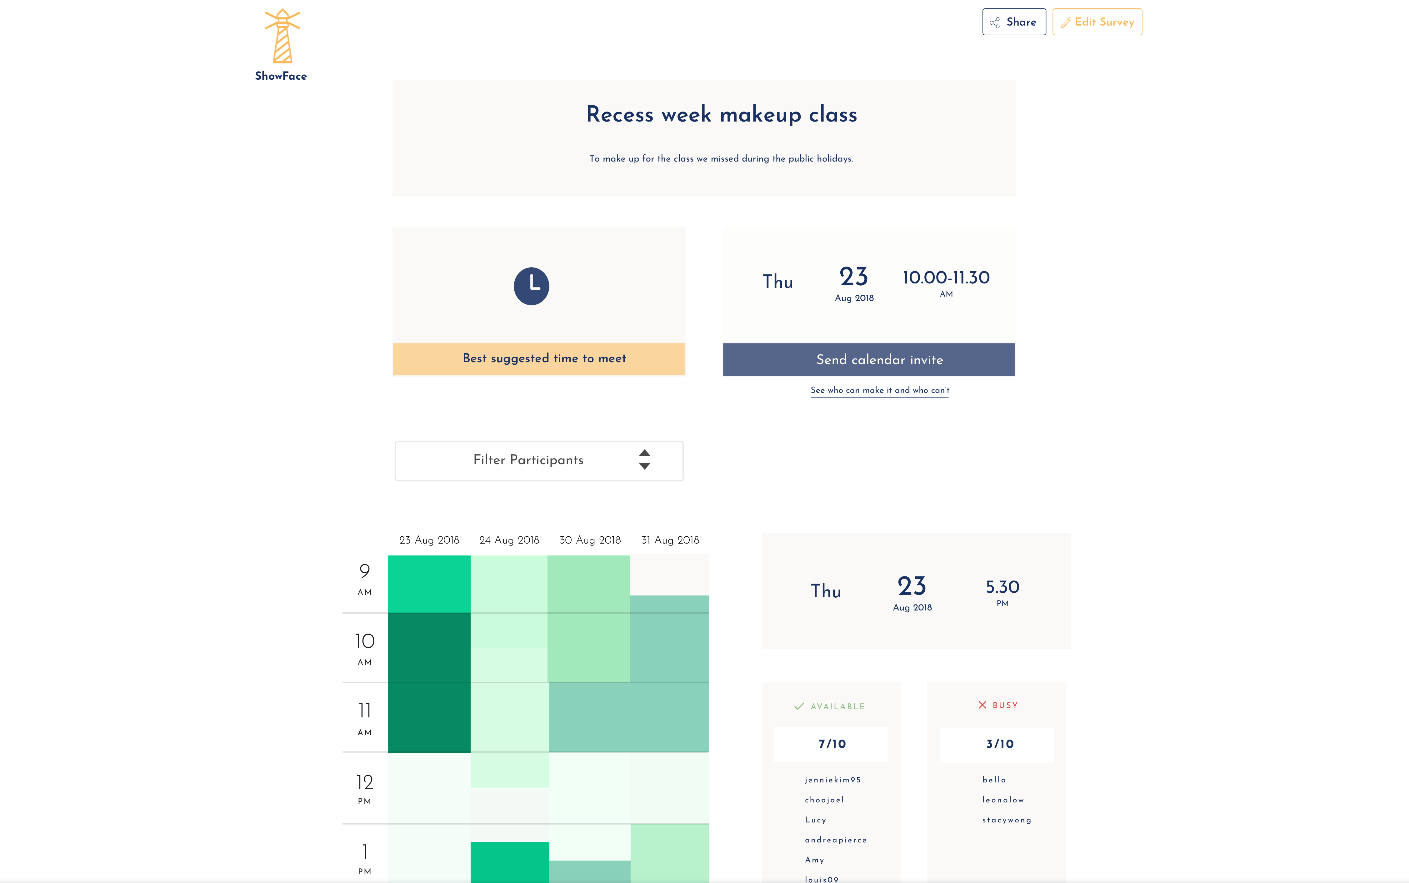 ShowFace
Share
Edit Survey
Recess week makeup class
To make up for the class we missed during the public holidays.
Best suggested time to meet
Thu
23
Aug 2018
10.00-11.30
AM
Send calendar invite
See who can make it and who can't
Filter Participants
23 Aug 2018
24 Aug 2018
30 Aug 2018
31 Aug 2018
9
AM
10
AM
11
AM
12
PM
1
PM
Thu
23
Aug 2018
5.30
PM
AVAILABLE
7/10
jenniekim95
choojoel
Lucy
andreapierce
Amy
louis09
BUSY
3/10
bella
leonalow
stacywong